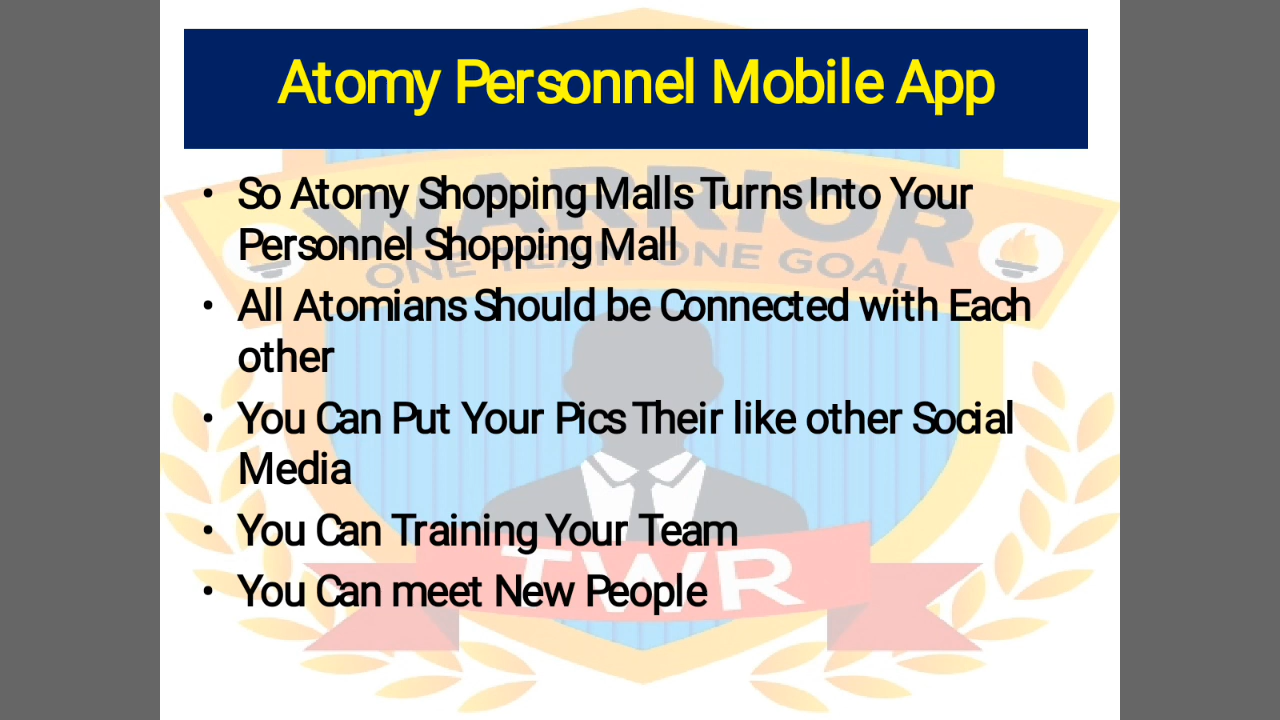 Atomy Personnel Mobile App
• So Atomy Shopping Malls Turns Into Your
Personnel Shopping Mall
• All Atomians Should be Connected with Each
other
• You Can Put Your Pics Their like other Social
Media
• You Can Training Your Team
• You Can meet New People
WARRIOR
ONE TEAM ONE GOAL
TWR